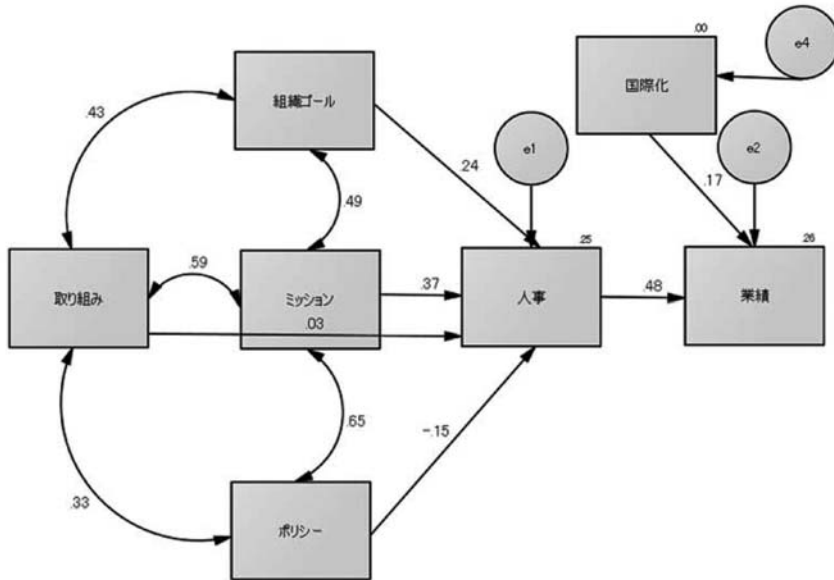 .00
e4
組織ゴール
国際化
.43
e1
e2
.24
.17
.49
.59
.25
.26
取り組み
ミッション
.37
人事
.48
業績
.03
.65
-.15
.33
ポリシー